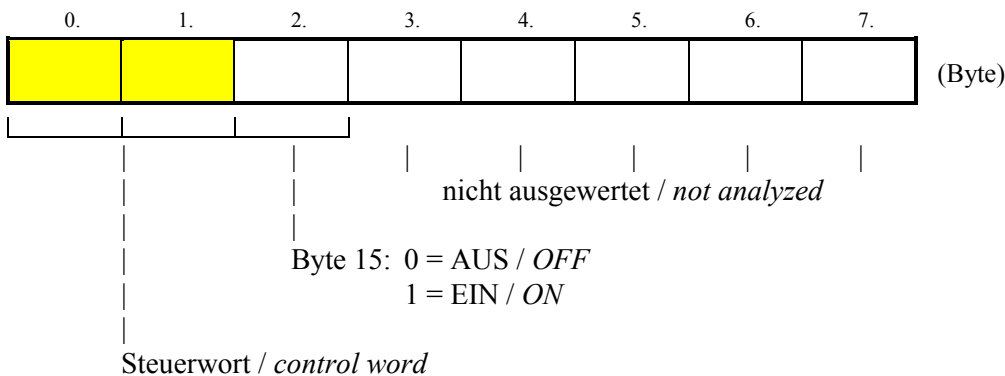 0. 1. 2. 3. 4. 5. 6. 7.
(Byte)
nicht ausgewertet / not analyzed
Byte 15: 0 = AUS / OFF
1 = EIN / ON
Steuerwort / control word